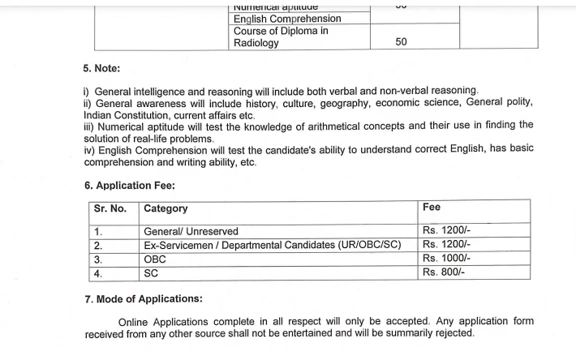 Numerical aptitude
English Comprehension
Course of Diploma in
Radiology
50
5. Note:
i) General intelligence and reasoning will include both verbal and non-verbal reasoning.
ii) General awareness will include history, culture, geography, economic science, General polity,
Indian Constitution, current affairs etc.
iii) Numerical aptitude will test the knowledge of arithmetical concepts and their use in finding the
solution of real-life problems.
iv) English Comprehension will test the candidate's ability to understand correct English, has basic
comprehension and writing ability, etc.
6. Application Fee:
Sr. No. Category Fee
1. General/ Unreserved Rs. 1200/-
2. Ex-Servicemen / Departmental Candidates (UR/OBC/SC) Rs. 1200/-
3. OBC Rs. 1000/-
4. SC Rs. 800/-
7. Mode of Applications:
Online Applications complete in all respect will only be accepted. Any application form
received from any other source shall not be entertained and will be summarily rejected.